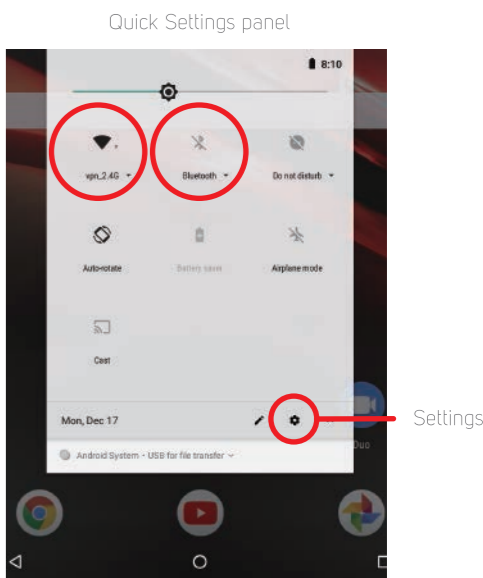 Quick Settings panel
8:10
vpn_2.4G Bluetooth Do not disturb
Auto-rotate Battery saver Airplane mode
Cast
Mon, Dec 17
Settings
Android System • USB for file transfer
Duo